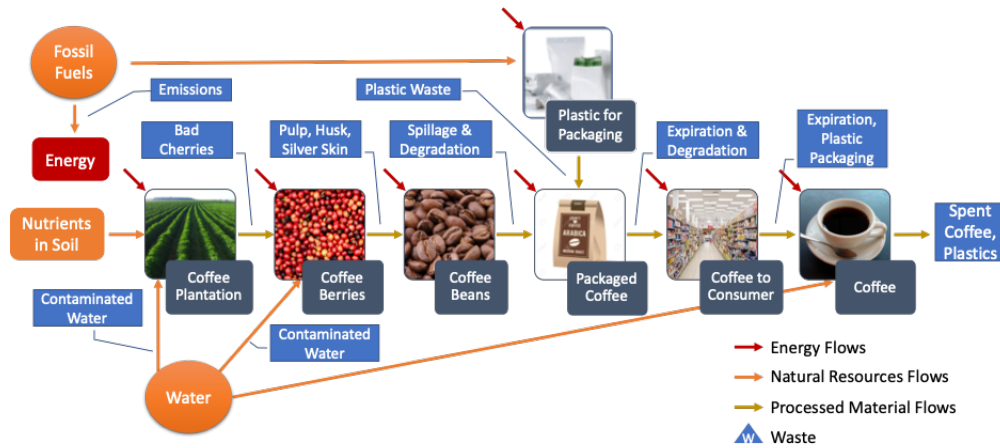 Fossil
Fuels
Emissions
Plastic Waste
Plastic for
Packaging
Energy
Bad
Cherries
Pulp, Husk,
Silver Skin
Spillage &
Degradation
Expiration &
Degradation
Expiration,
Plastic
Packaging
Nutrients
in Soil
ARABICA
Spent
Coffee,
Plastics
Coffee
Plantation
Coffee
Berries
Coffee
Beans
Packaged
Coffee
Coffee to
Consumer
Coffee
Contaminated
Water
Contaminated
Water
Water
Energy Flows
Natural Resources Flows
Processed Material Flows
W
Waste